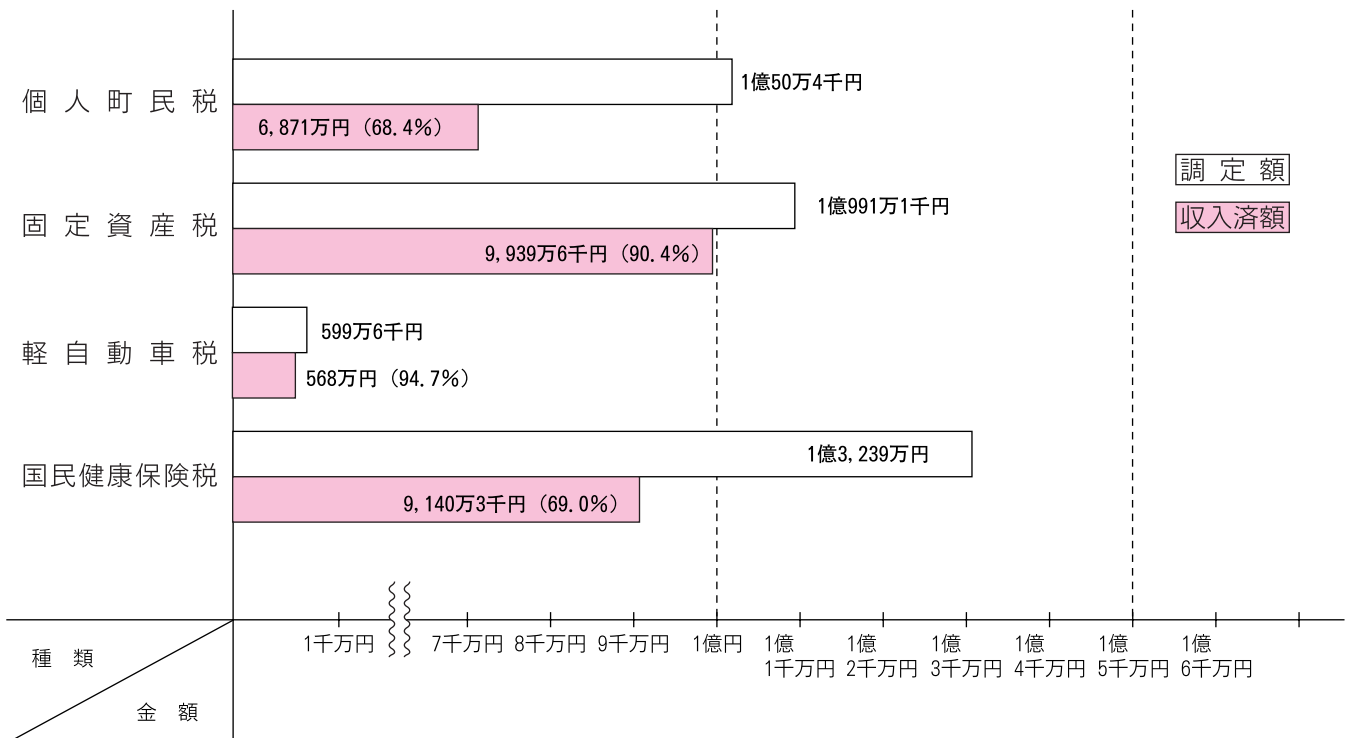 個人町民税
1億50万4千円
6,871万円（68.4％）
固定資産税
1億991万1千円
9,939万6千円（90.4％）
軽自動車税
599万6千円
568万円（94.7％）
国民健康保険税
1億3,239万円
9,140万3千円（69.0％）
調定額
収入済額
1千万円
7千万円
8千万円
9千万円
1億円
1億
1千万円
1億
2千万円
1億
3千万円
1億
4千万円
1億
5千万円
1億
6千万円
種類
金額